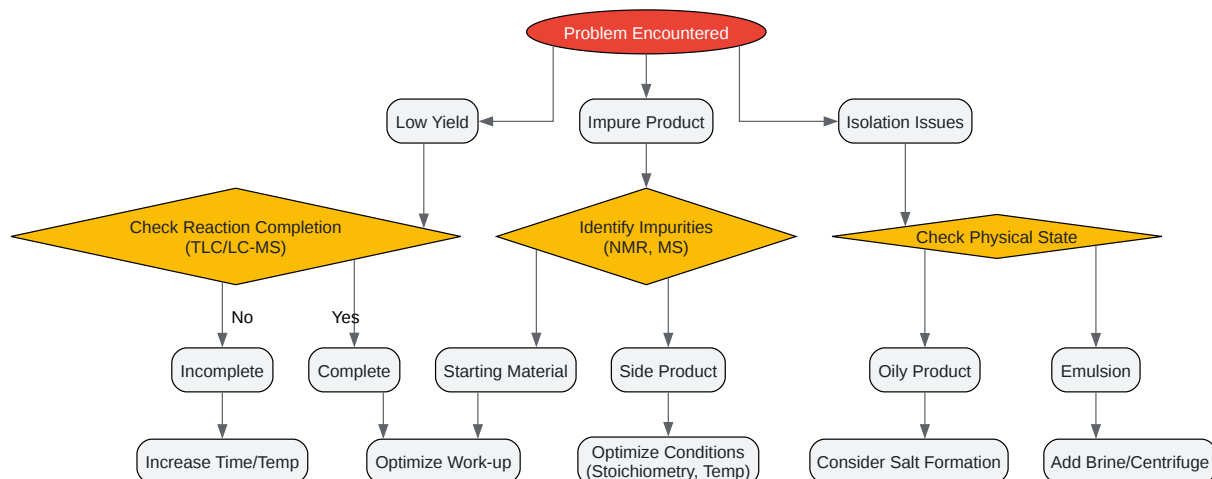 Problem Encountered
Low Yield
Impure Product
Isolation Issues
Check Reaction Completion
(TLC/LC-MS)
Identify Impurities
(NMR, MS)
Check Physical State
No
Yes
Incomplete
Complete
Starting Material
Side Product
Oily Product
Emulsion
Increase Time/Temp
Optimize Work-up
Optimize Conditions
(Stoichiometry, Temp)
Consider Salt Formation
Add Brine/Centrifuge